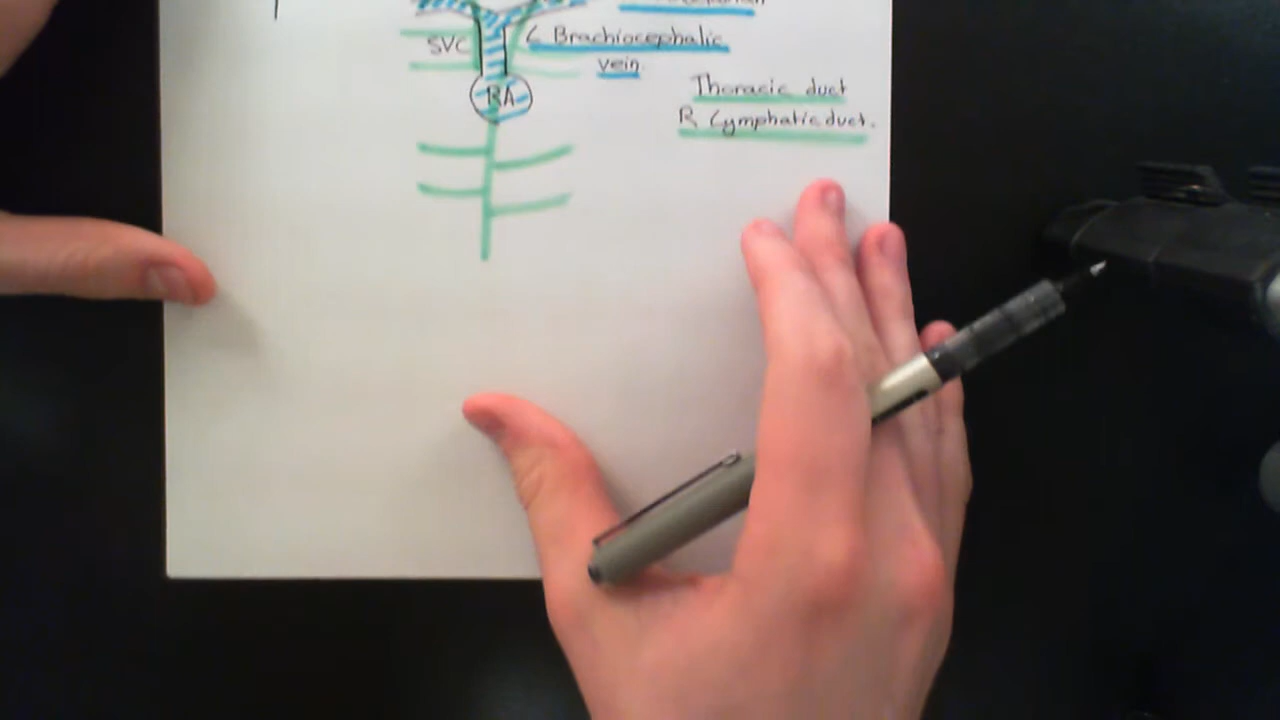 SVC
L Brachiocephalic
vein
RA
Thoracic duct
R Lymphatic duct.